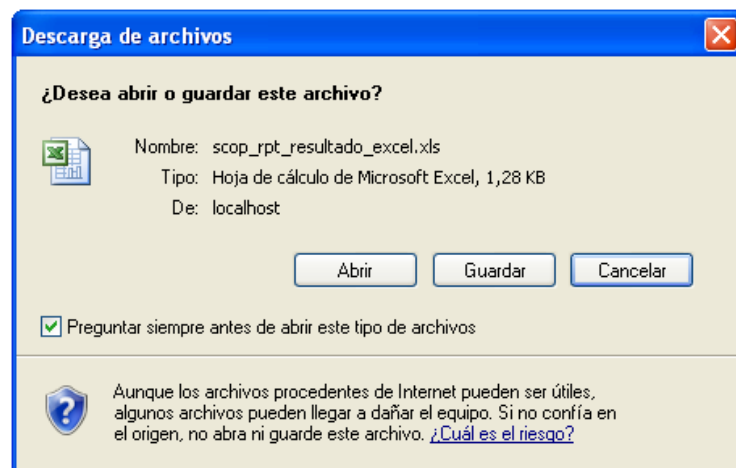 Descarga de archivos
¿Desea abrir o guardar este archivo?
Nombre: scop_rpt_resultado_excel.xls
Tipo: Hoja de cálculo de Microsoft Excel, 1,28 KB
De: localhost
Abrir Guardar Cancelar
Preguntar siempre antes de abrir este tipo de archivos
Aunque los archivos procedentes de Internet pueden ser útiles,
algunos archivos pueden llegar a dañar el equipo. Si no confía en
el origen, no abra ni guarde este archivo. ¿Cuál es el riesgo?